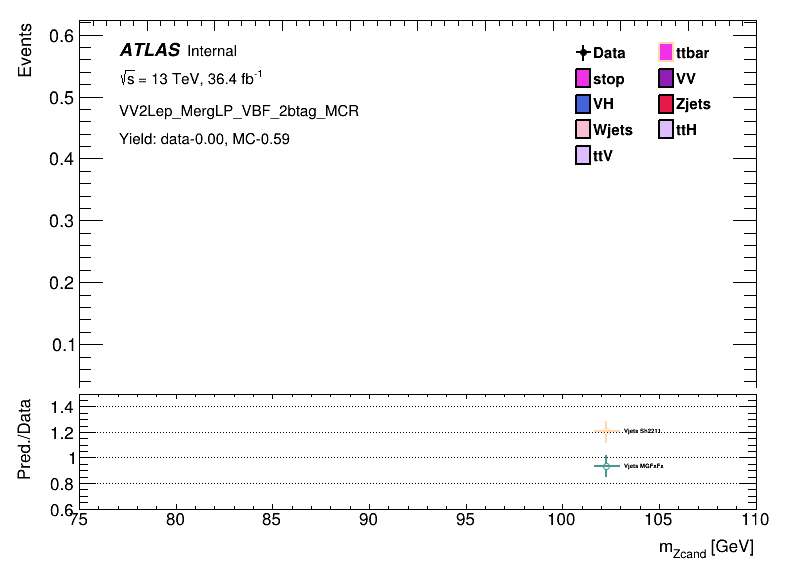 Events
0.6
0.5
0.4
0.3
0.2
0.1
ATLAS Internal
√s = 13 TeV, 36.4 fb⁻¹
VV2Lep_MergLP_VBF_2btag_MCR
Yield: data-0.00, MC-0.59
Data ttbar
stop VV
VH Zjets
Wjets ttH
ttV
Pred./Data
1.4
1.2
1
0.8
0.6
Vjets Sh2211
Vjets MGFxFx
75 80 85 90 95 100 105 110
m_Zcand [GeV]